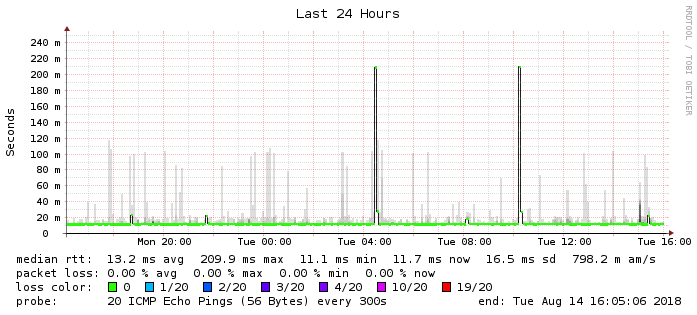 Last 24 Hours
RRDTOOL / TOBI OETIKER
Seconds
240 m
220 m
200 m
180 m
160 m
140 m
120 m
100 m
80 m
60 m
40 m
20 m
0
Mon 20:00 Tue 00:00 Tue 04:00 Tue 08:00 Tue 12:00 Tue 16:00
median rtt: 13.2 ms avg 209.9 ms max 11.1 ms min 11.7 ms now 16.5 ms sd 798.2 m am/s
packet loss: 0.00 % avg 0.00 % max 0.00 % min 0.00 % now
loss color: 0 1/20 2/20 3/20 4/20 10/20 19/20
probe: 20 ICMP Echo Pings (56 Bytes) every 300s end: Tue Aug 14 16:05:06 2018